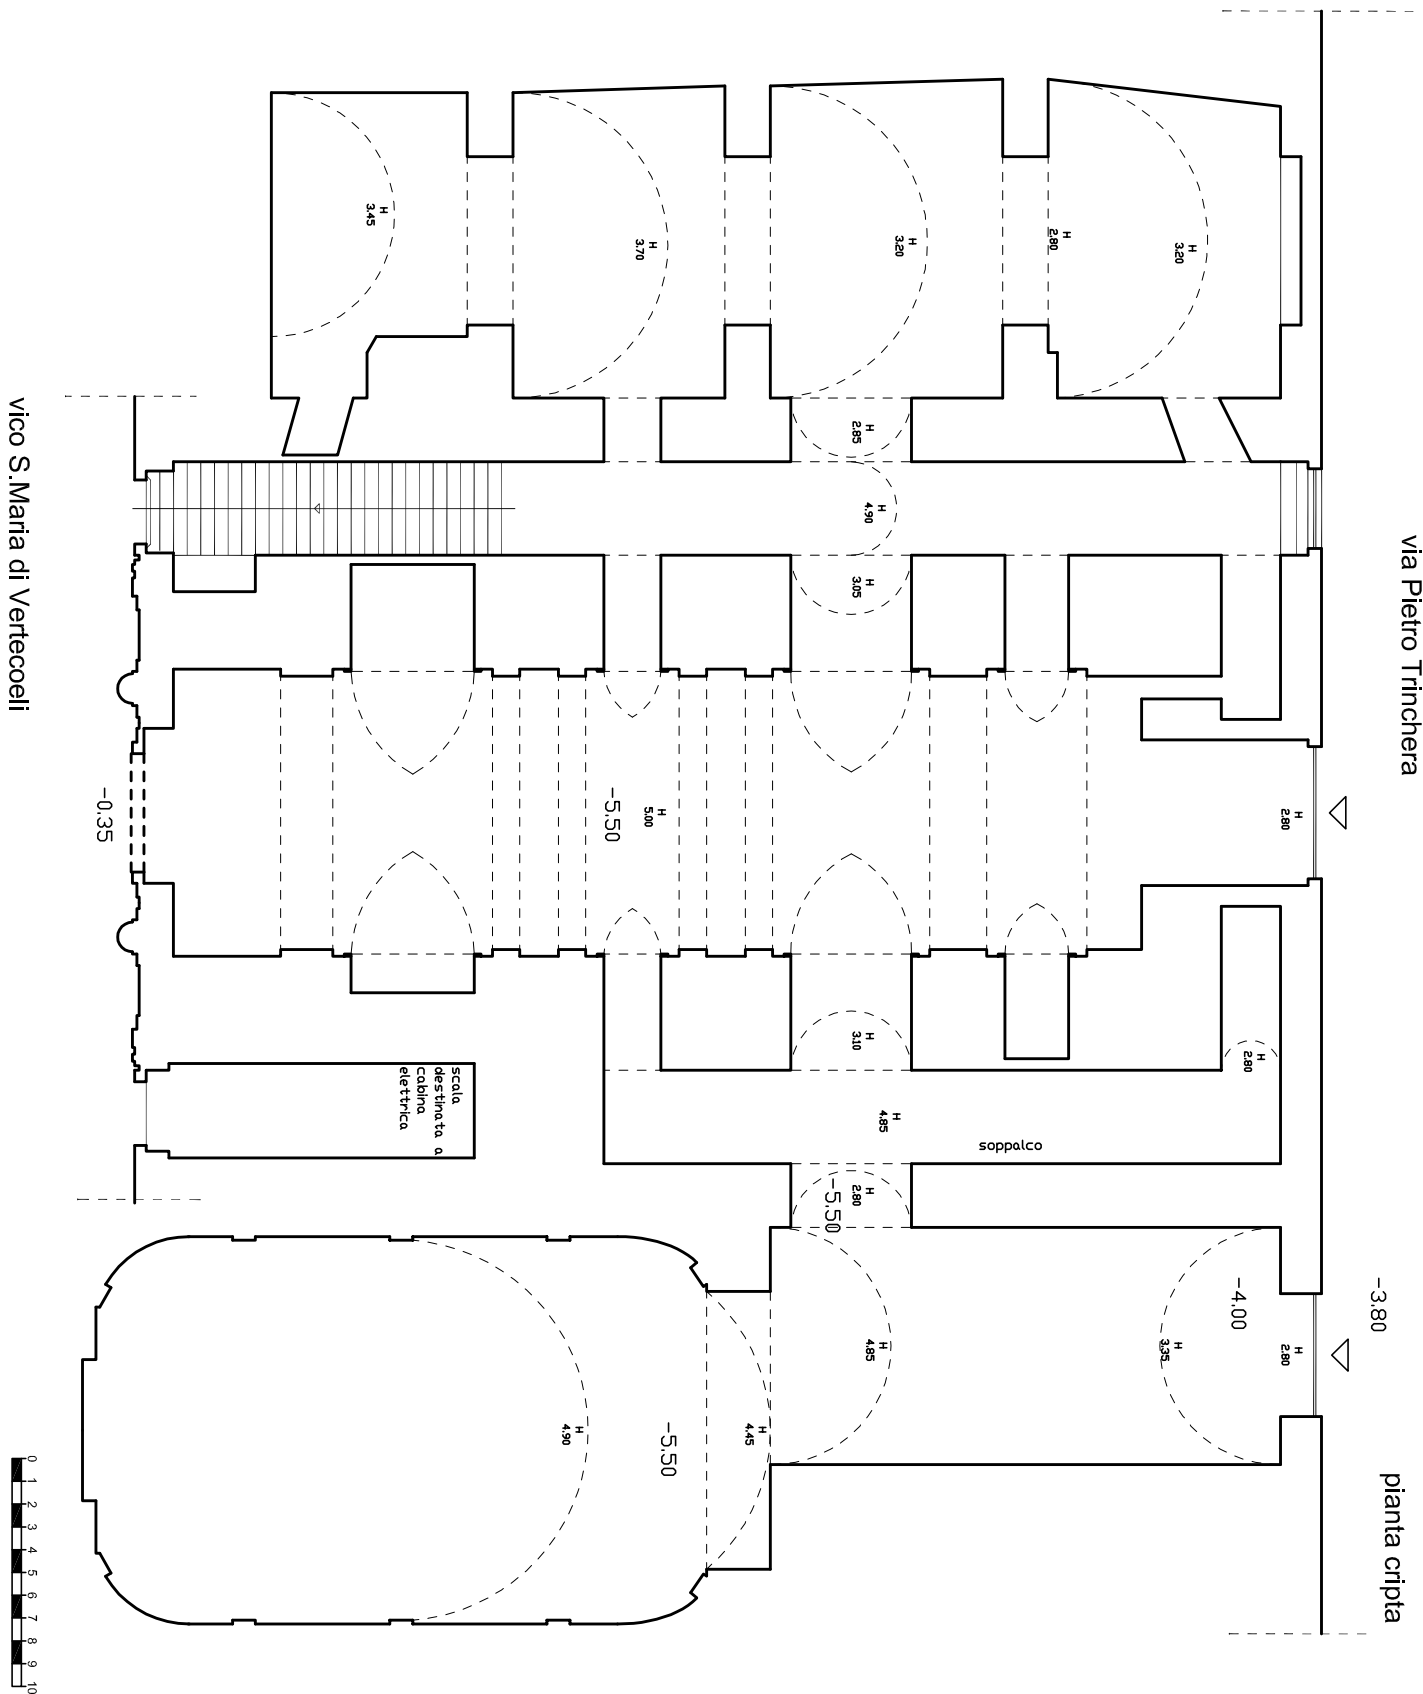 via Pietro Trinchera
pianta cripta
vico S.Maria di Vertecoeli
H
3.45
H
3.70
H
3.20
H
2.80
H
3.20
H
2.85
H
4.90
H
3.05
-0.35
-5.50
H
5.00
H
2.80
H
3.10
H
2.80
scala
destinata a
cabina
elettrica
H
4.85
soppalco
H
2.80
-5.50
-4.00
-3.80
H
4.85
H
3.35
H
2.80
H
4.90
-5.50
H
4.45
0 1 2 3 4 5 6 7 8 9 10